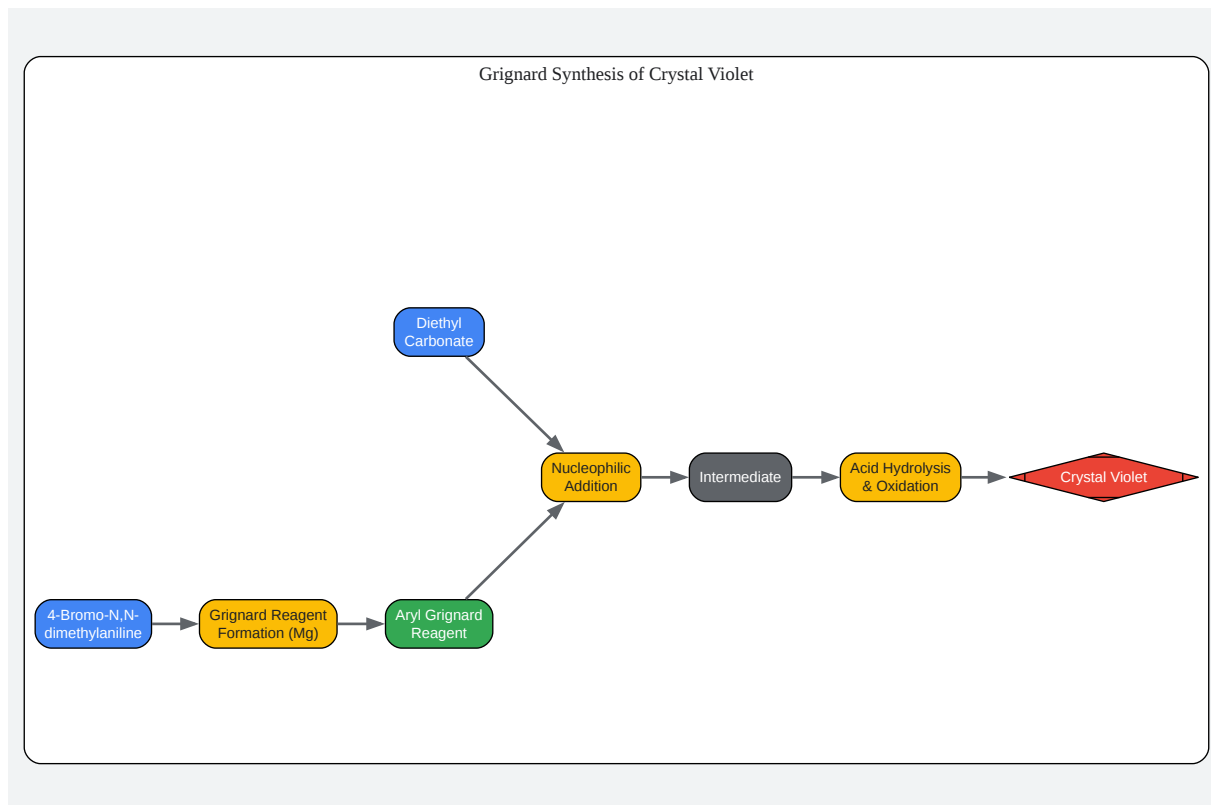 Grignard Synthesis of Crystal Violet
Diethyl
Carbonate
Nucleophilic
Addition
Intermediate
Acid Hydrolysis
& Oxidation
Crystal Violet
4-Bromo-N,N-
dimethylaniline
Grignard Reagent
Formation (Mg)
Aryl Grignard
Reagent